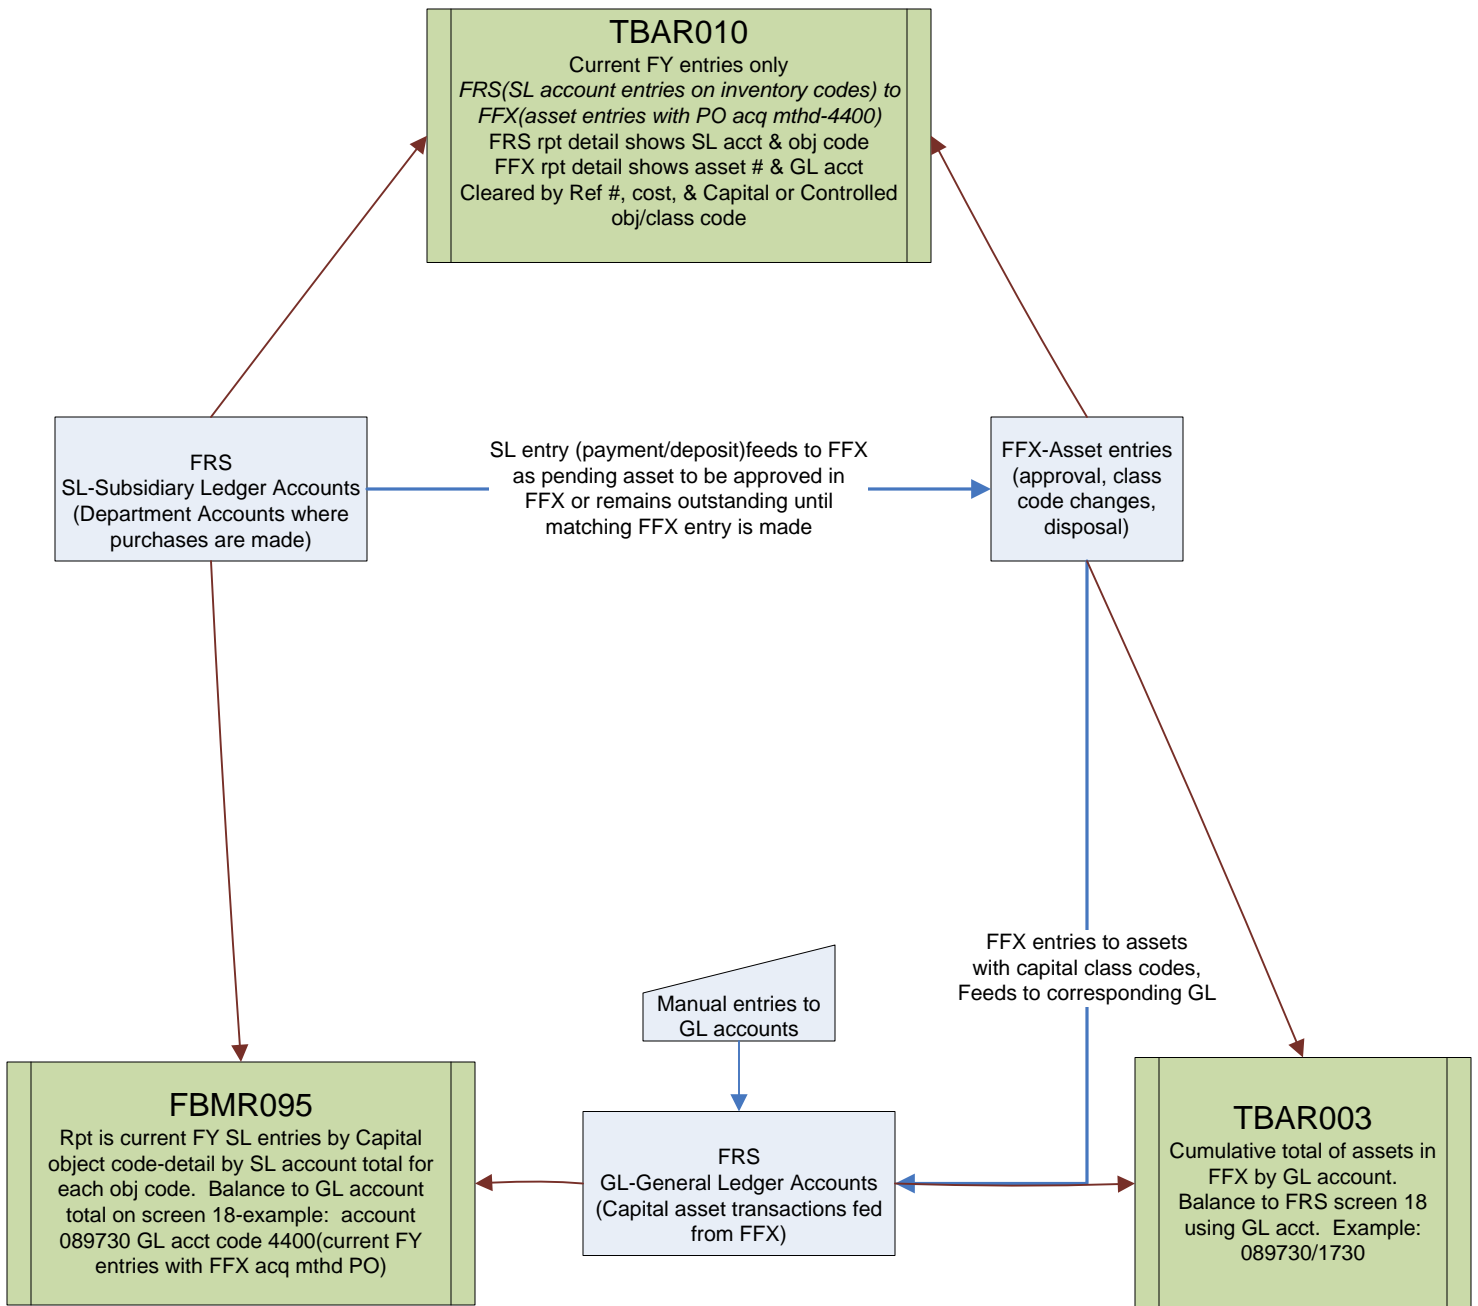 TBAR010
Current FY entries only
FRS(SL account entries on inventory codes) to
FFX(asset entries with PO acq mthd-4400)
FRS rpt detail shows SL acct & obj code
FFX rpt detail shows asset # & GL acct
Cleared by Ref #, cost, & Capital or Controlled
obj/class code
FRS
SL-Subsidiary Ledger Accounts
(Department Accounts where
purchases are made)
SL entry (payment/deposit)feeds to FFX
as pending asset to be approved in
FFX or remains outstanding until
matching FFX entry is made
FFX-Asset entries
(approval, class
code changes,
disposal)
FFX entries to assets
with capital class codes,
Feeds to corresponding GL
Manual entries to
GL accounts
FBMR095
Rpt is current FY SL entries by Capital
object code-detail by SL account total for
each obj code.  Balance to GL account
total on screen 18-example:  account
089730 GL acct code 4400(current FY
entries with FFX acq mthd PO)
FRS
GL-General Ledger Accounts
(Capital asset transactions fed
from FFX)
TBAR003
Cumulative total of assets in
FFX by GL account.
Balance to FRS screen 18
using GL acct.  Example:
089730/1730